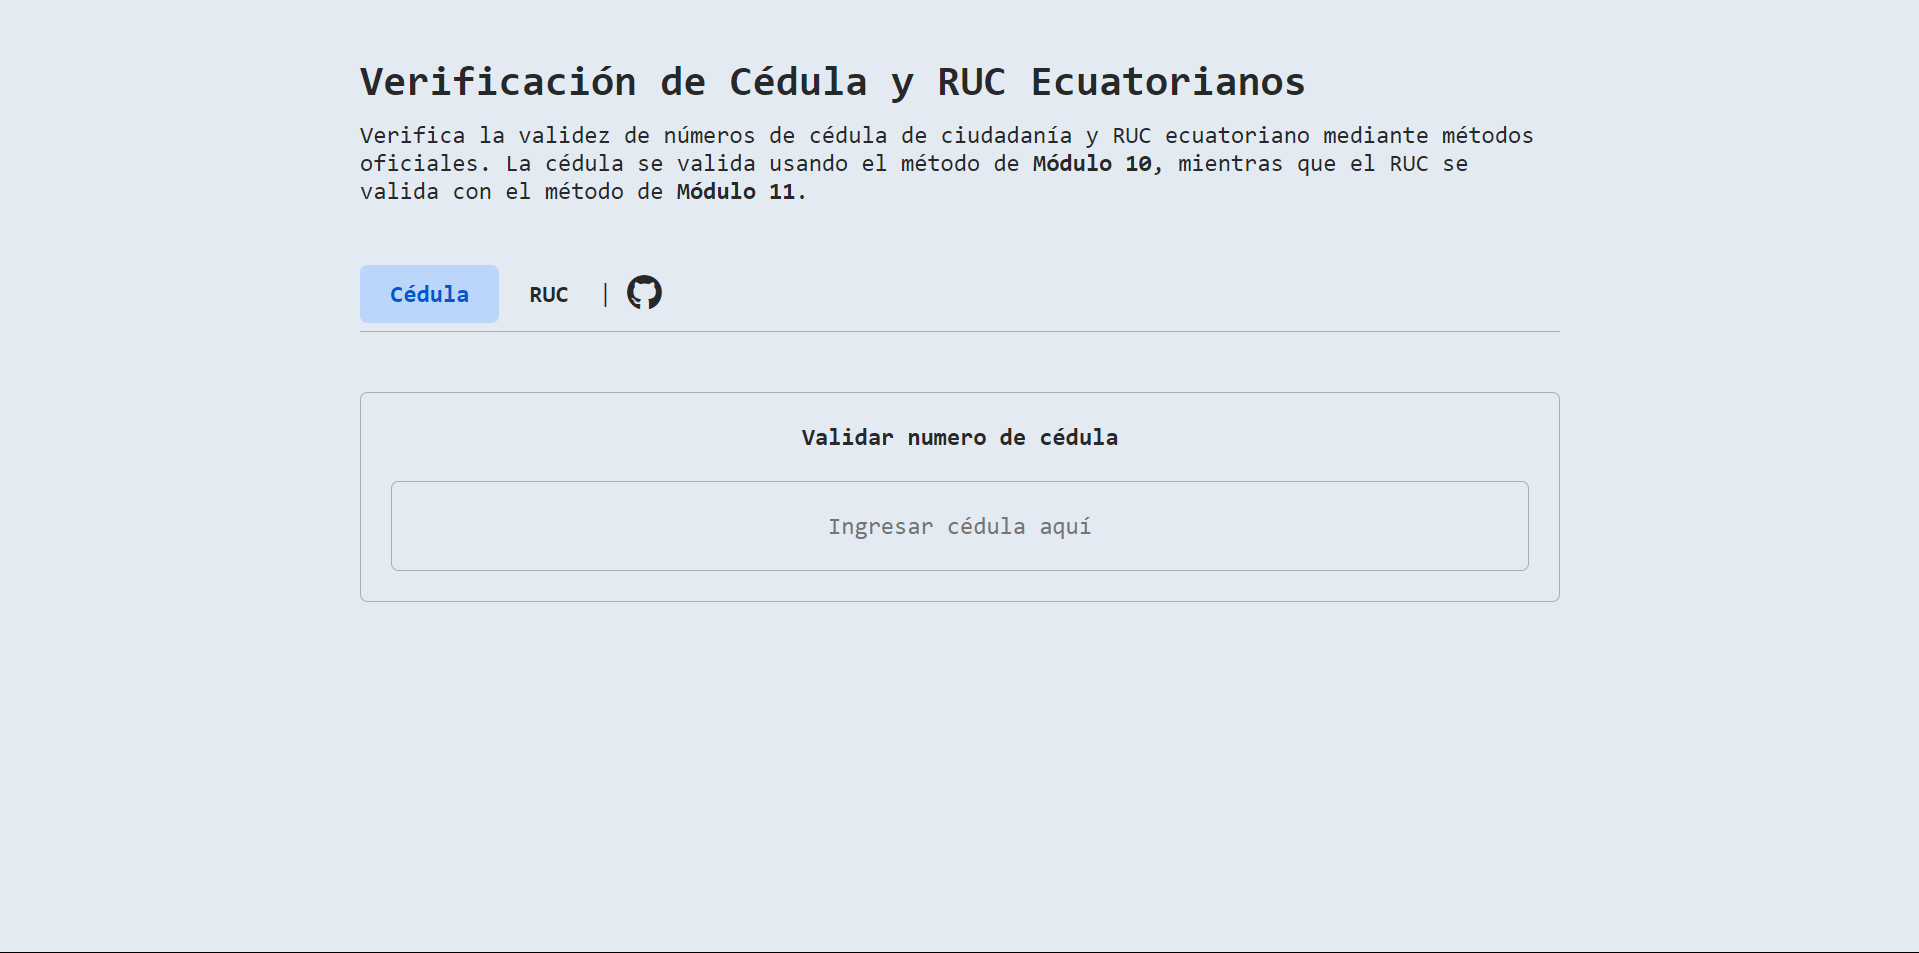 Verificación de Cédula y RUC Ecuatorianos
Verifica la validez de números de cédula de ciudadanía y RUC ecuatoriano mediante métodos
oficiales. La cédula se valida usando el método de Módulo 10, mientras que el RUC se
valida con el método de Módulo 11.
Cédula RUC |
Validar numero de cédula
Ingresar cédula aquí